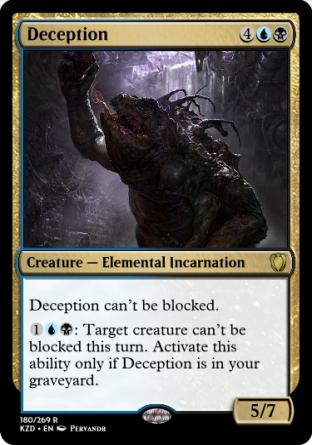 Deception 4
Creature — Elemental Incarnation
Deception can't be blocked.
1 : Target creature can't be
blocked this turn. Activate this
ability only if Deception is in your
graveyard.
5/7
180/269 R
KZD • EN Pervandr